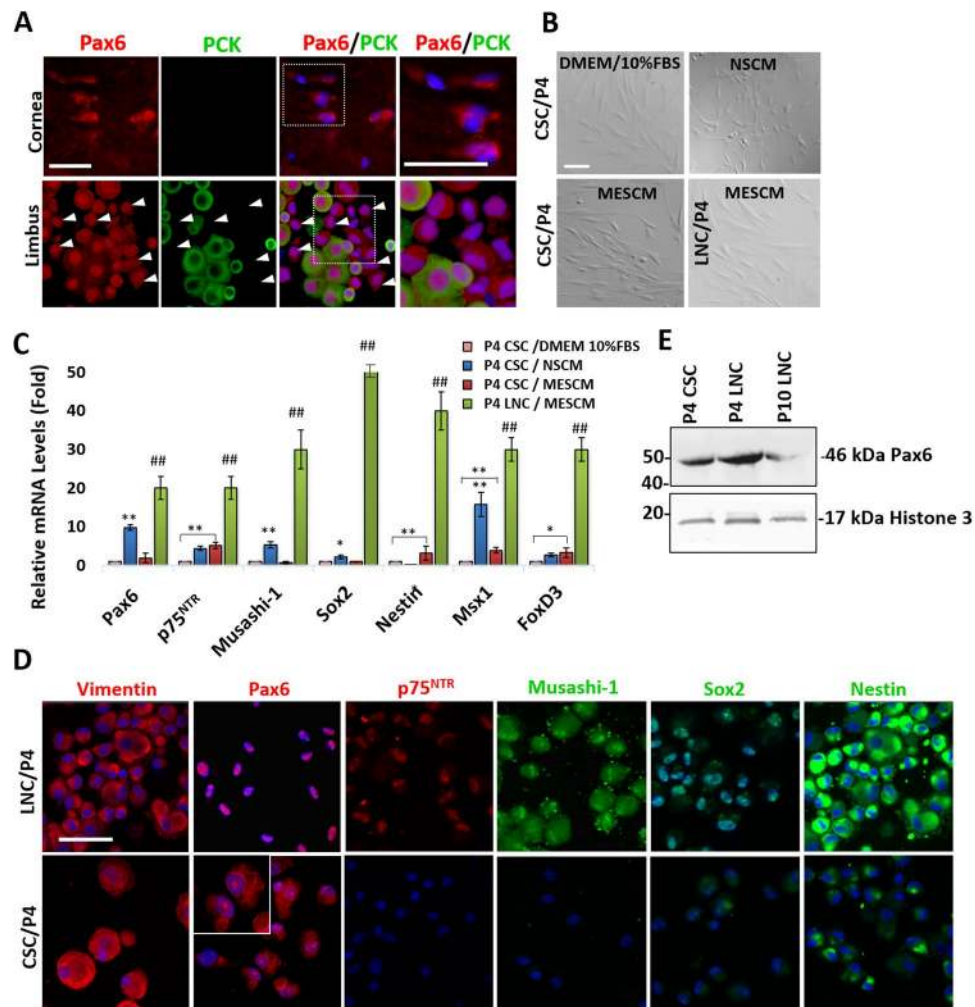 A
Pax6
PCK
Pax6/PCK
Pax6/PCK
Cornea
Limbus
B
DMEM/10%FBS
NSCM
CSC/P4
MESCM
MESCM
CSC/P4
LNC/P4
C
Relative mRNA Levels (Fold)
50
40
30
20
10
0
P4 CSC /DMEM 10%FBS
P4 CSC / NSCM
P4 CSC / MESCM
P4 LNC / MESCM
**
##
**
##
**
##
*
##
**
##
**
**
##
*
##
Pax6
p75NTR
Musashi-1
Sox2
Nestin
Msx1
FoxD3
E
P4 CSC
P4 LNC
P10 LNC
50-
40-
-46 kDa Pax6
20-
-17 kDa Histone 3
D
Vimentin
Pax6
p75NTR
Musashi-1
Sox2
Nestin
LNC/P4
CSC/P4